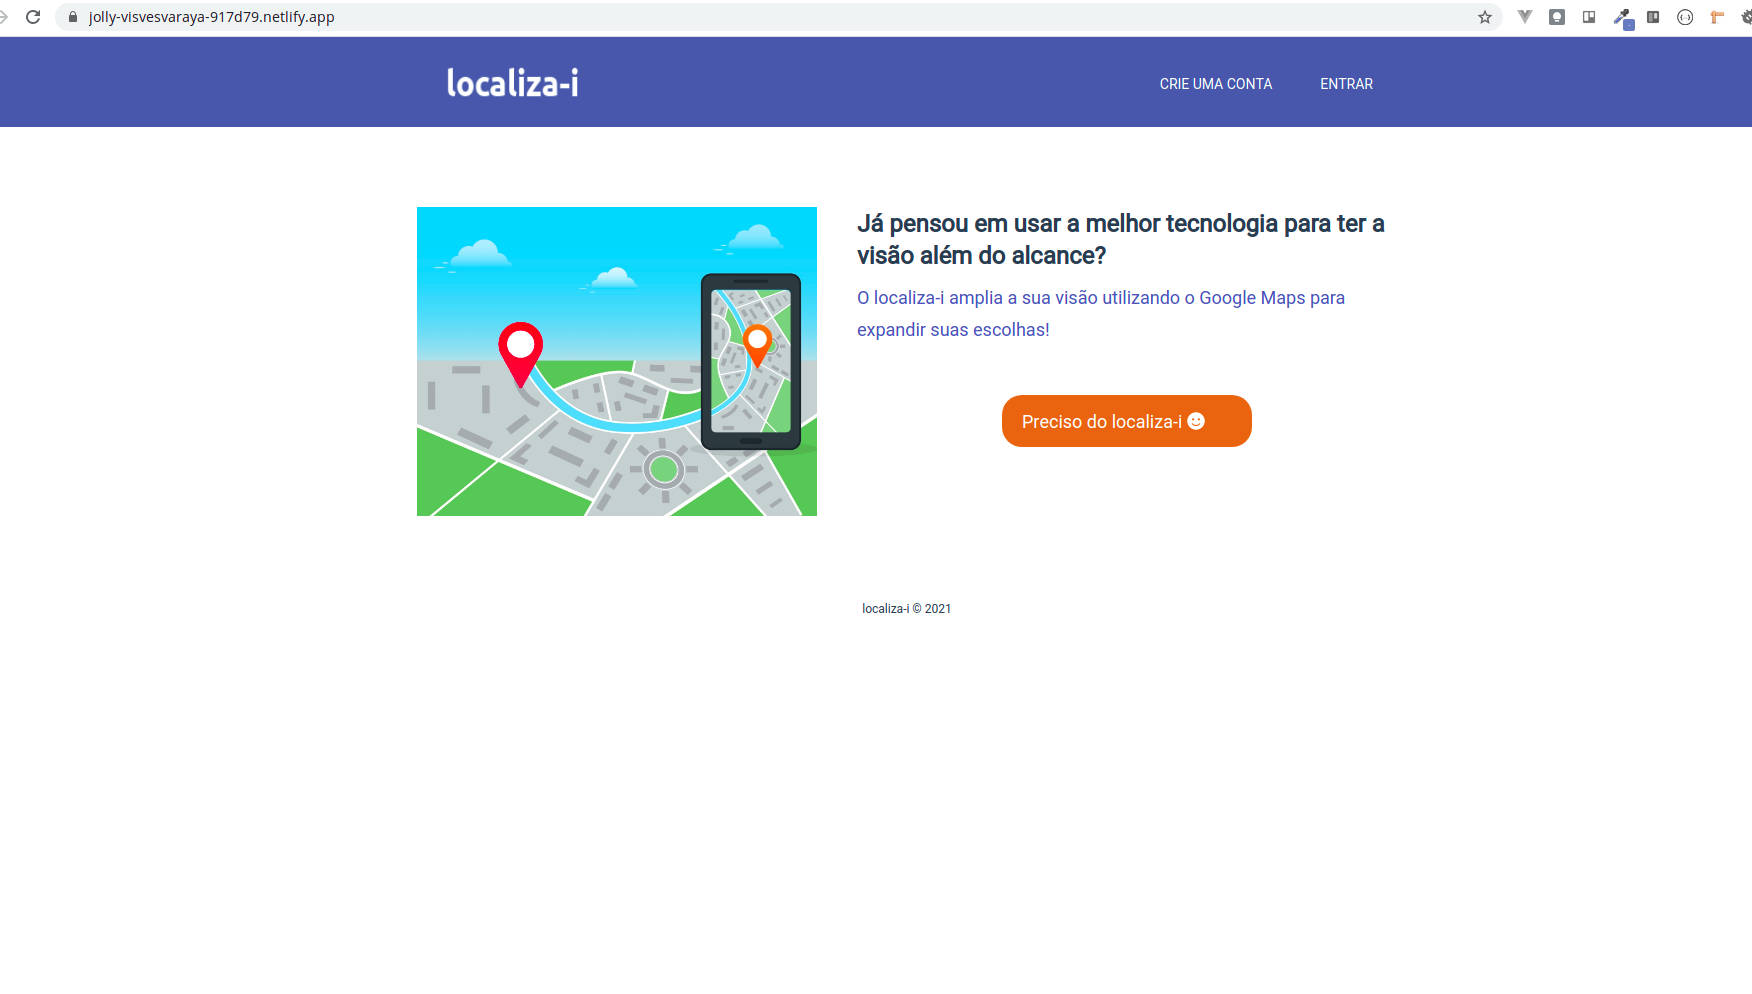 jolly-visvesvaraya-917d79.netlify.app
localiza-i
CRIE UMA CONTA
ENTRAR
Já pensou em usar a melhor tecnologia para ter a
visão além do alcance?
O localiza-i amplia a sua visão utilizando o Google Maps para
expandir suas escolhas!
Preciso do localiza-i
localiza-i © 2021